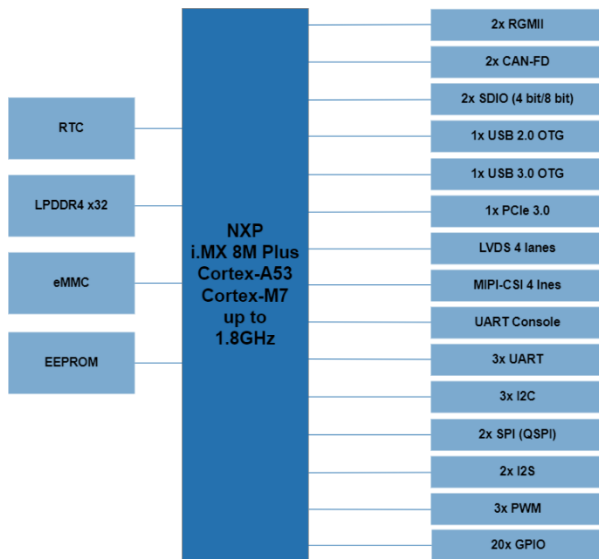 RTC
LPDDR4 x32
eMMC
EEPROM
NXP
i.MX 8M Plus
Cortex-A53
Cortex-M7
up to
1.8GHz
2x RGMII
2x CAN-FD
2x SDIO (4 bit/8 bit)
1x USB 2.0 OTG
1x USB 3.0 OTG
1x PCIe 3.0
LVDS 4 lanes
MIPI-CSI 4 lnes
UART Console
3x UART
3x I2C
2x SPI (QSPI)
2x I2S
3x PWM
20x GPIO